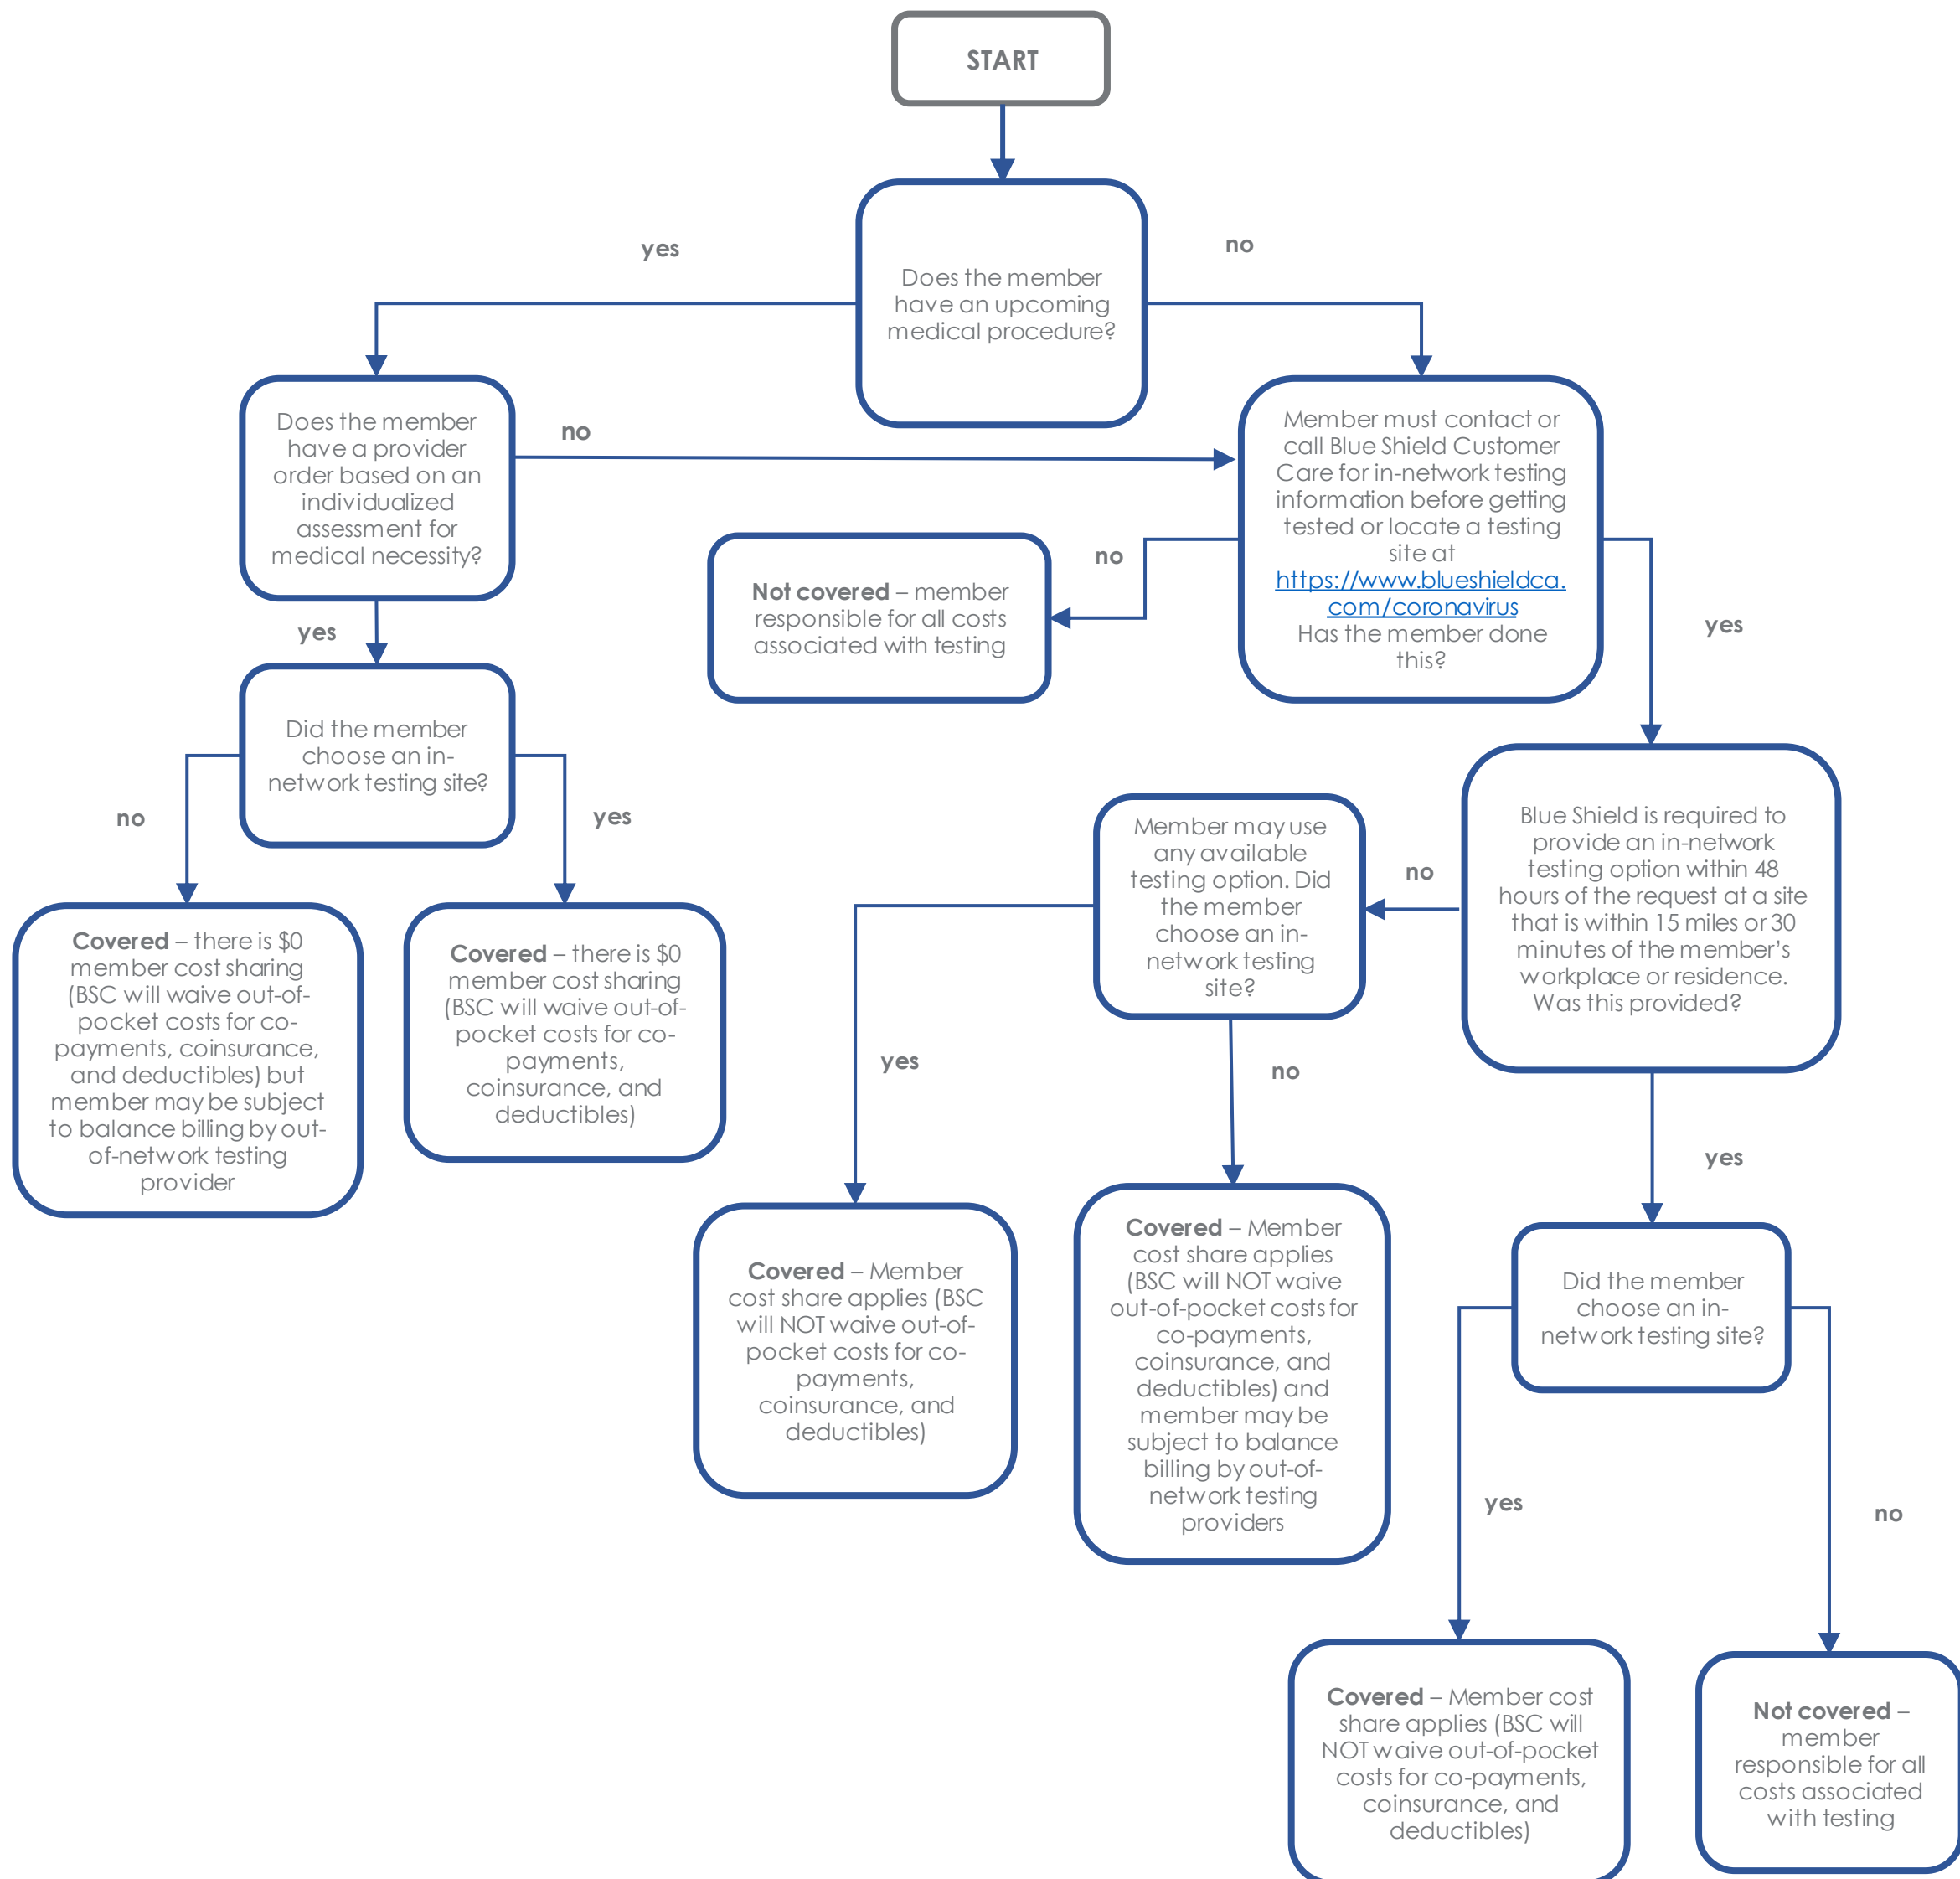 START
yes
no
Does the member
have an upcoming
medical procedure?
Does the member
have a provider
order based on an
individualized
assessment for
medical necessity?
no
Member must contact or
call Blue Shield Customer
Care for in-network testing
information before getting
tested or locate a testing
site at
https://www.blueshieldca.
com/coronavirus
Has the member done
this?
no
Not covered – member
responsible for all costs
associated with testing
yes
yes
Did the member
choose an in-
network testing site?
no
yes
Blue Shield is required to
provide an in-network
testing option within 48
hours of the request at a site
that is within 15 miles or 30
minutes of the member’s
workplace or residence.
Was this provided?
no
Member may use
any available
testing option. Did
the member
choose an in-
network testing
site?
Covered – there is $0
member cost sharing
(BSC will waive out-of-
pocket costs for co-
payments, coinsurance,
and deductibles) but
member may be subject
to balance billing by out-
of-network testing
provider
Covered – there is $0
member cost sharing
(BSC will waive out-of-
pocket costs for co-
payments,
coinsurance, and
deductibles)
yes
no
yes
Covered – Member
cost share applies (BSC
will NOT waive out-of-
pocket costs for co-
payments,
coinsurance, and
deductibles)
Covered – Member
cost share applies
(BSC will NOT waive
out-of-pocket costs for
co-payments,
coinsurance, and
deductibles) and
member may be
subject to balance
billing by out-of-
network testing
providers
Did the member
choose an in-
network testing site?
yes
no
Covered – Member cost
share applies (BSC will
NOT waive out-of-pocket
costs for co-payments,
coinsurance, and
deductibles)
Not covered –
member
responsible for all
costs associated
with testing